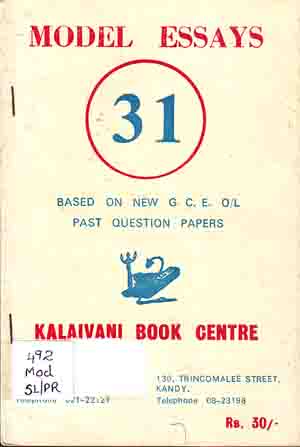 MODEL ESSAYS
31
BASED ON NEW G. C. E. O/L
PAST QUESTION PAPERS
KALAIVANI BOOK CENTRE
492
Mod
SL/PR
130, TRINCOMALEE STREET,
KANDY.
Telephone 08-23198
Rs. 30/-